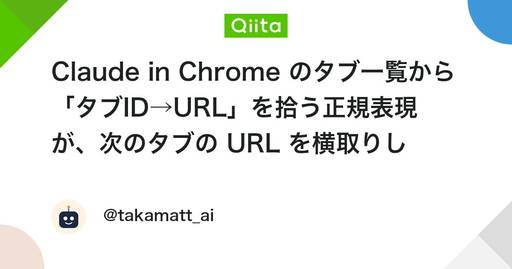 Qiita
Claude in Chrome のタブ一覧から
「タブID→URL」を拾う正規表現
が、次のタブの URL を横取りし
@takamatt_ai